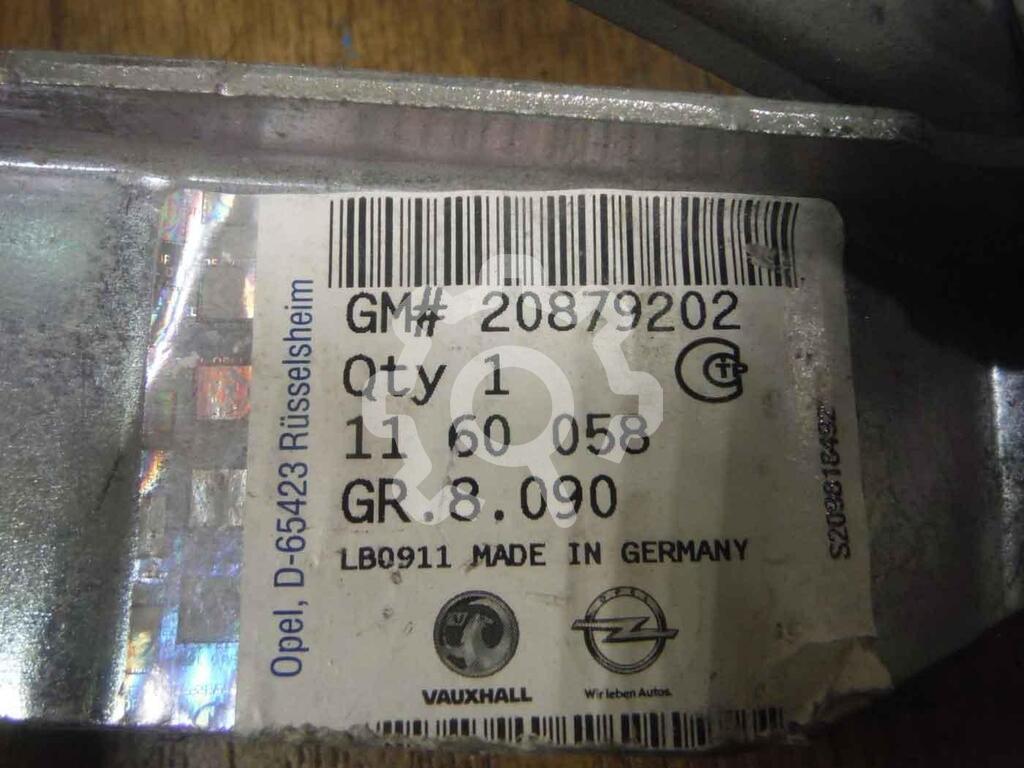 GM# 20879202
Qty 1
11 60 058
GR.8.090
LB0911 MADE IN GERMANY
VAUXHALL
OPEL
Wir leben Autos.
Opel, D-65423 Rüsselsheim